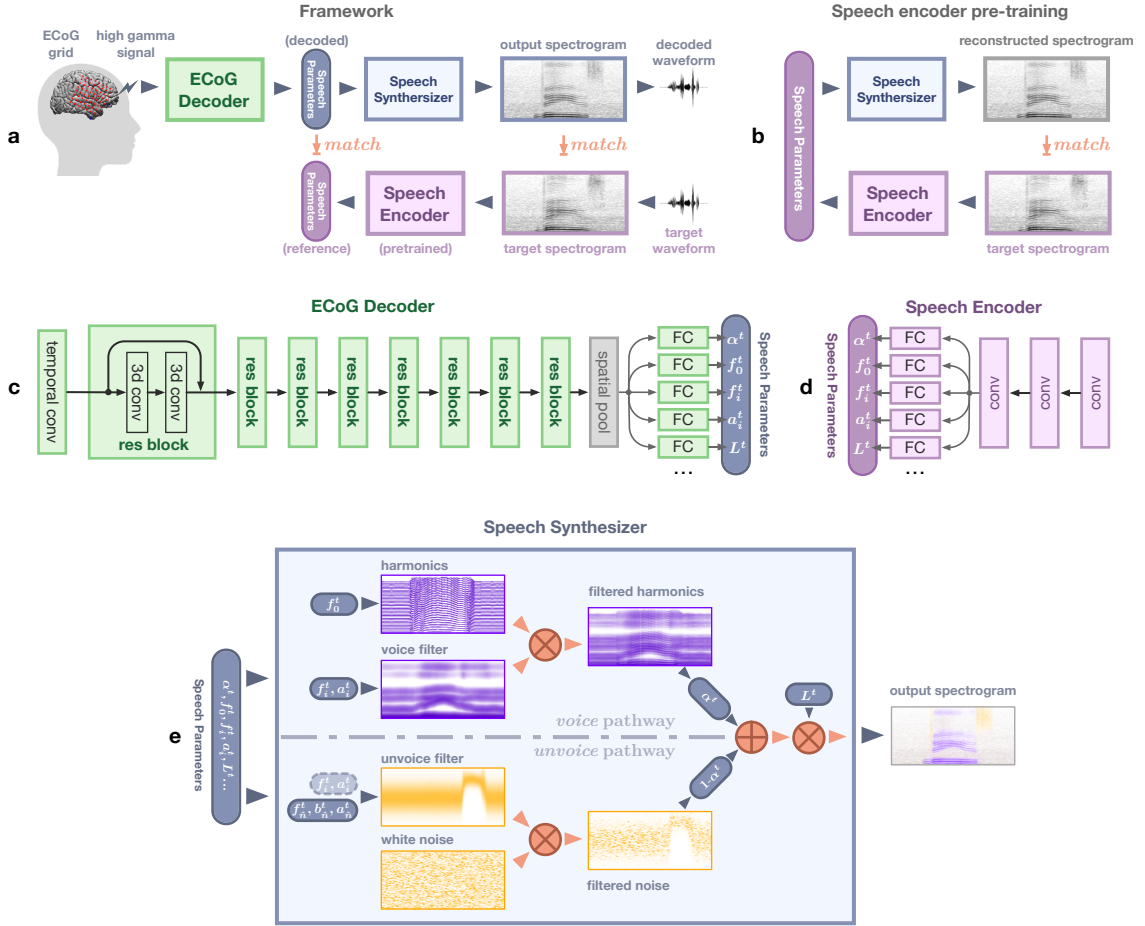 Framework
Speech encoder pre-training
ECoG
grid
high gamma
signal
(decoded)
output spectrogram
decoded
waveform
reconstructed spectrogram
ECoG
Decoder
Speech
Parameters
Speech
Synthersizer
Speech Parameters
Speech
Synthersizer
a
match
match
b
match
Speech
Parameters
Speech
Encoder
Speech
Encoder
(reference)
(pretrained)
target spectrogram
target
waveform
target spectrogram
ECoG Decoder
Speech Encoder
c
temporal conv
3d conv
3d conv
res block
res block
res block
res block
res block
res block
res block
res block
spatial pool
FC
FC
FC
FC
FC
...
α^t
f_0^t
f_i^t
a_i^t
L^t
Speech Parameters
d
Speech Parameters
α^t
f_0^t
f_i^t
a_i^t
L^t
FC
FC
FC
FC
FC
...
conv
conv
conv
Speech Synthesizer
e
Speech Parameters
α^t, f_0^t, f_i^t, a_i^t, L^t ...
harmonics
f_0^t
voice filter
f_i^t, a_i^t
filtered harmonics
α^t
L^t
output spectrogram
voice pathway
unvoice pathway
unvoice filter
f_i^t, a_i^t
f_n̂^t, b_n̂^t, a_n̂^t
1-α^t
white noise
filtered noise